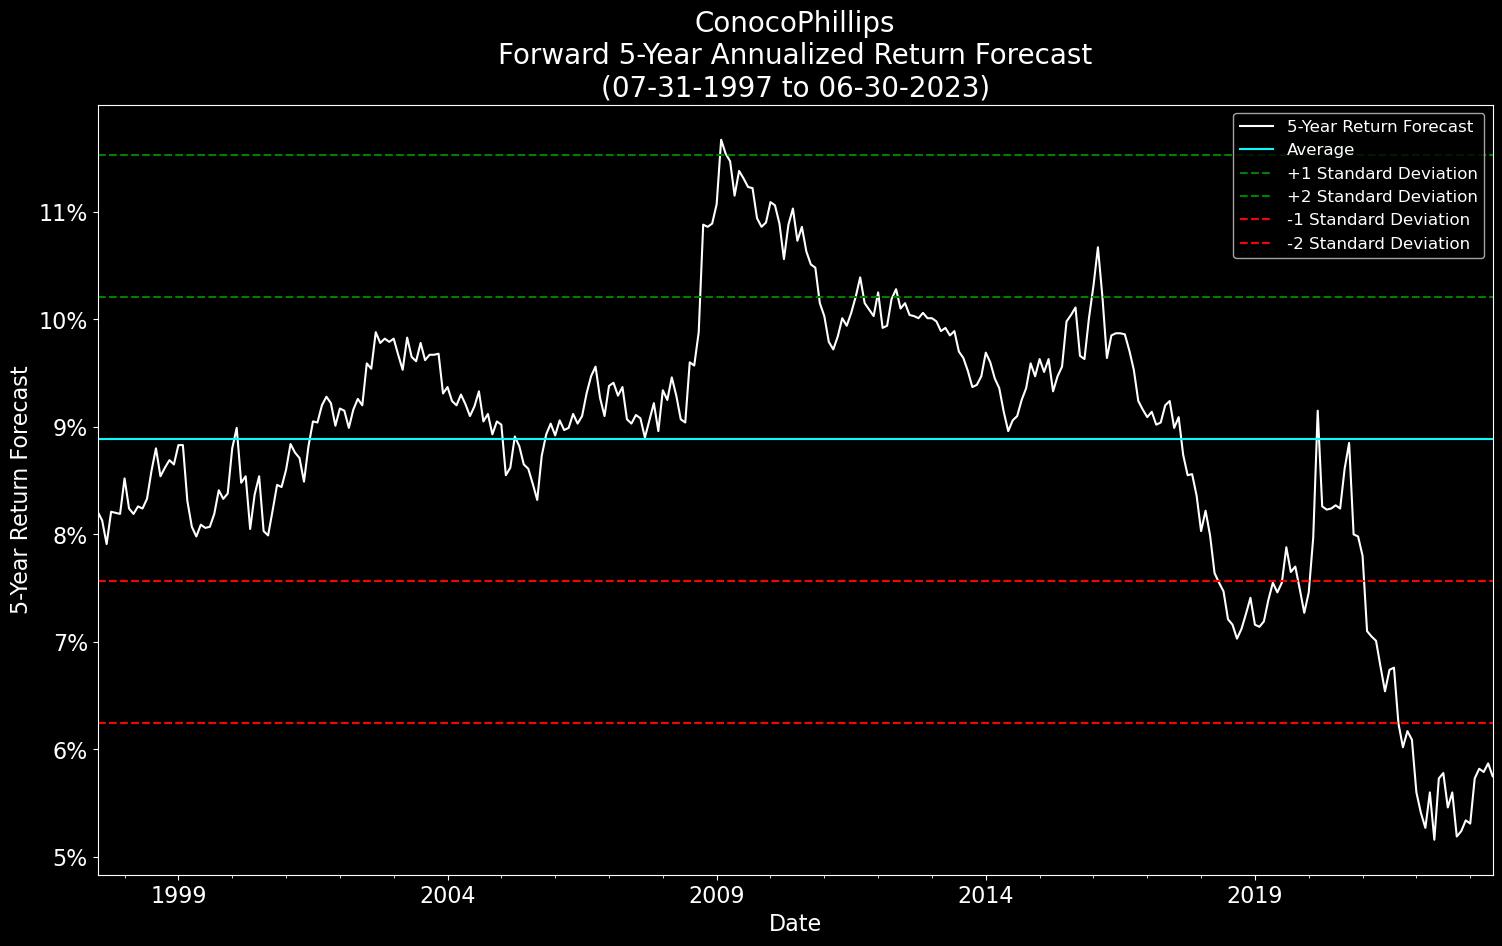 ConocoPhillips
Forward 5-Year Annualized Return Forecast
(07-31-1997 to 06-30-2023)
5-Year Return Forecast
Average
+1 Standard Deviation
+2 Standard Deviation
-1 Standard Deviation
-2 Standard Deviation
11%
10%
9%
8%
7%
6%
5%
5-Year Return Forecast
1999 2004 2009 2014 2019
Date